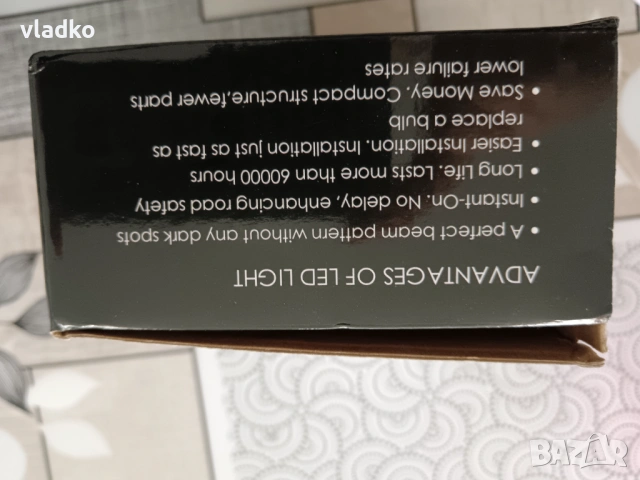 vladko
ADVANTAGES OF LED LIGHT
• A perfect beam pattern without any dark spots
• Instant-On. No delay, enhancing road safety
• Long Life. Lasts more than 60000 hours
• Easier Installation. Installation just as fast as
replace a bulb
• Save Money. Compact structure,fewer parts
lower failure rates
BAZAR